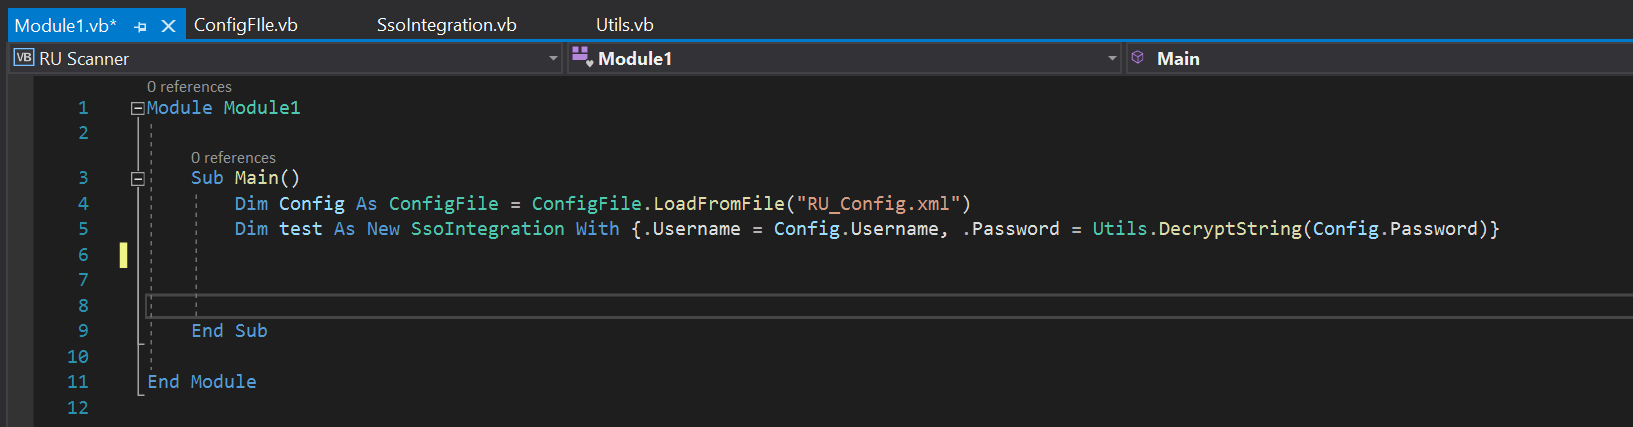 Module1.vb* ConfigFIle.vb SsoIntegration.vb Utils.vb
VB RU Scanner Module1 Main
0 references
1 Module Module1
2
0 references
3 Sub Main()
4 Dim Config As ConfigFile = ConfigFile.LoadFromFile("RU_Config.xml")
5 Dim test As New SsoIntegration With {.Username = Config.Username, .Password = Utils.DecryptString(Config.Password)}
6
7
8
9 End Sub
10
11 End Module
12